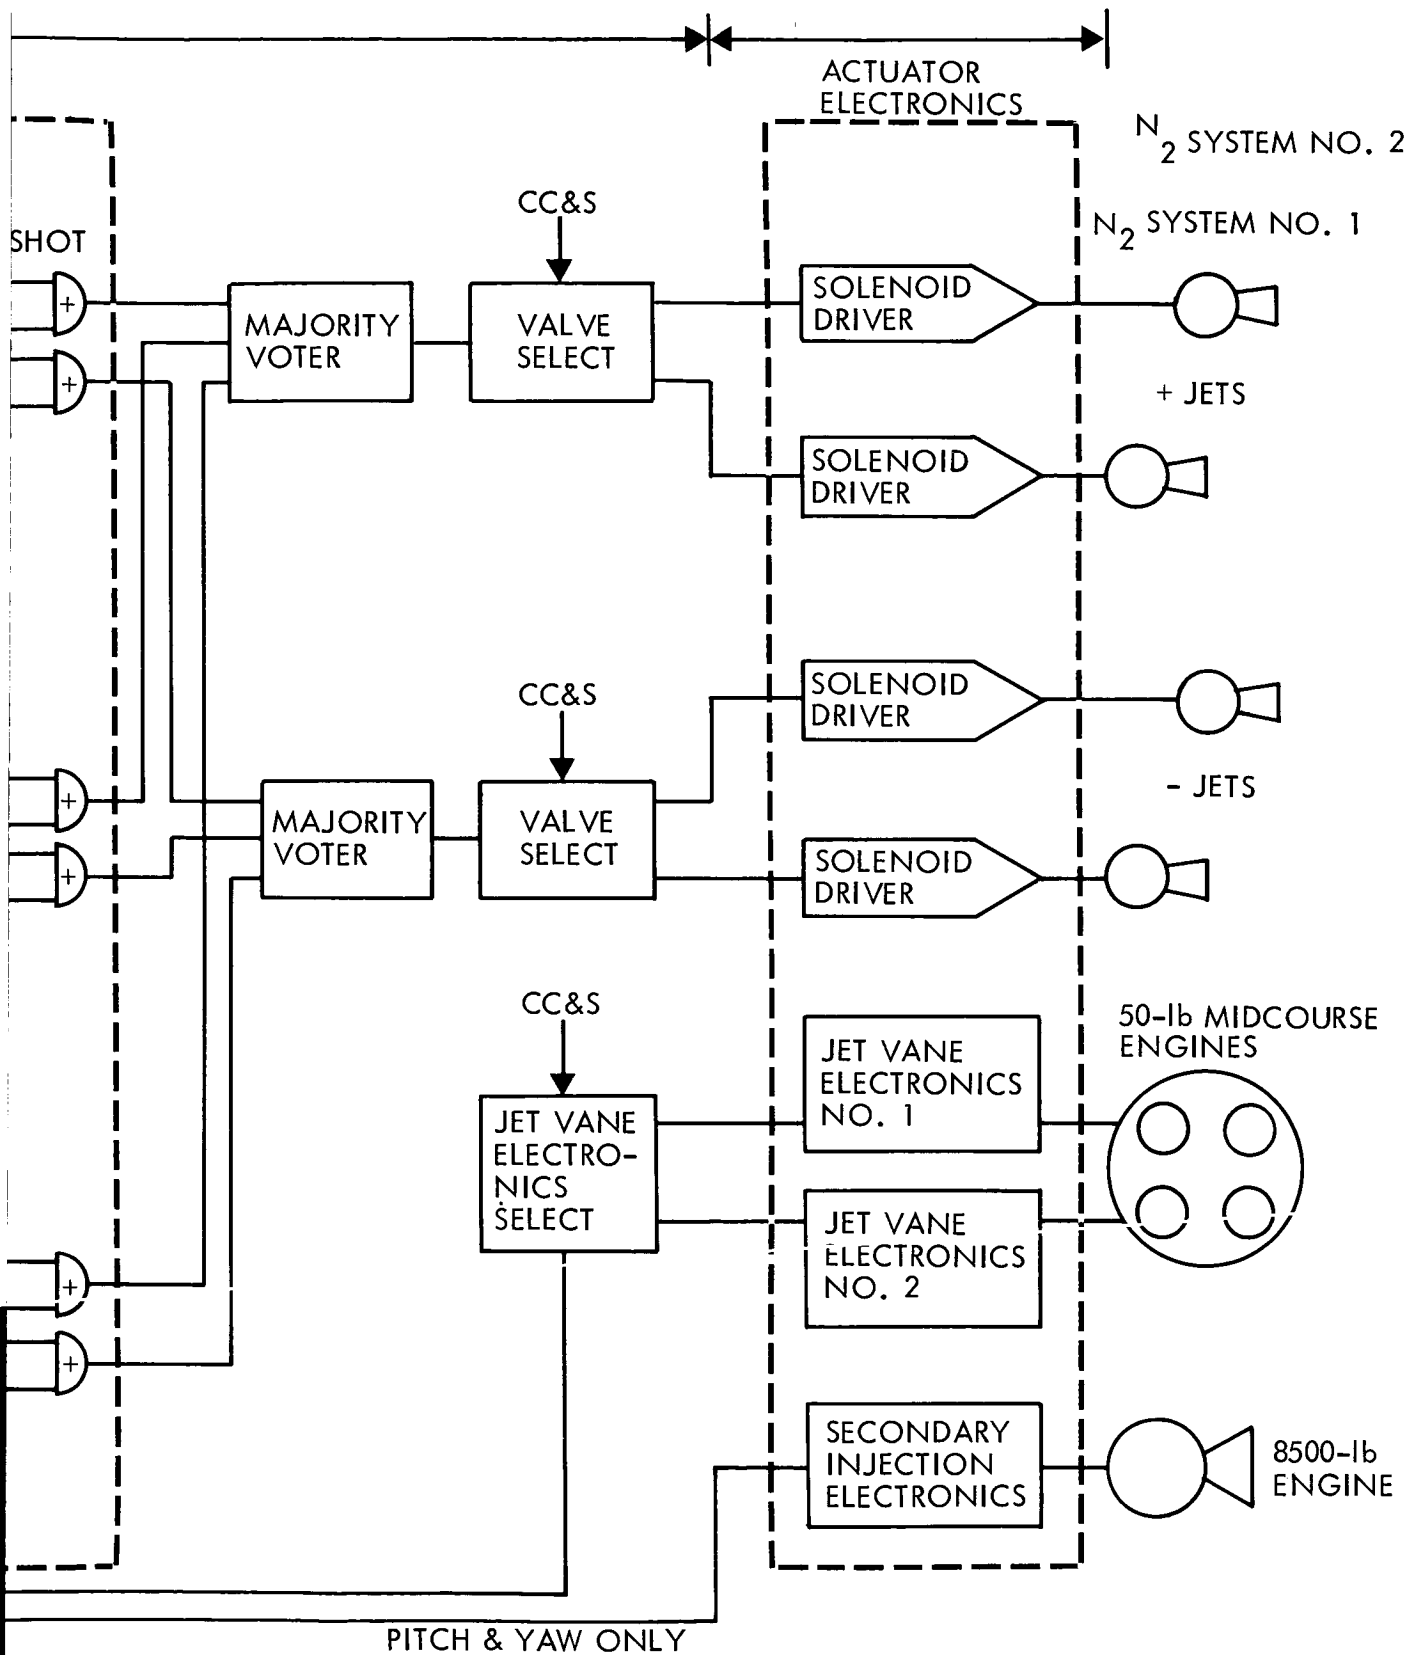 ACTUATOR
ELECTRONICS
N2 SYSTEM NO. 2
N2 SYSTEM NO. 1
CC&S
SHOT
+
+
MAJORITY
VOTER
VALVE
SELECT
SOLENOID
DRIVER
+ JETS
SOLENOID
DRIVER
CC&S
SOLENOID
DRIVER
- JETS
+
+
MAJORITY
VOTER
VALVE
SELECT
SOLENOID
DRIVER
CC&S
50-lb MIDCOURSE
ENGINES
JET VANE
ELECTRONICS
NO. 1
JET VANE
ELECTRO-
NICS
SELECT
JET VANE
ELECTRONICS
NO. 2
+
+
SECONDARY
INJECTION
ELECTRONICS
8500-lb
ENGINE
PITCH & YAW ONLY